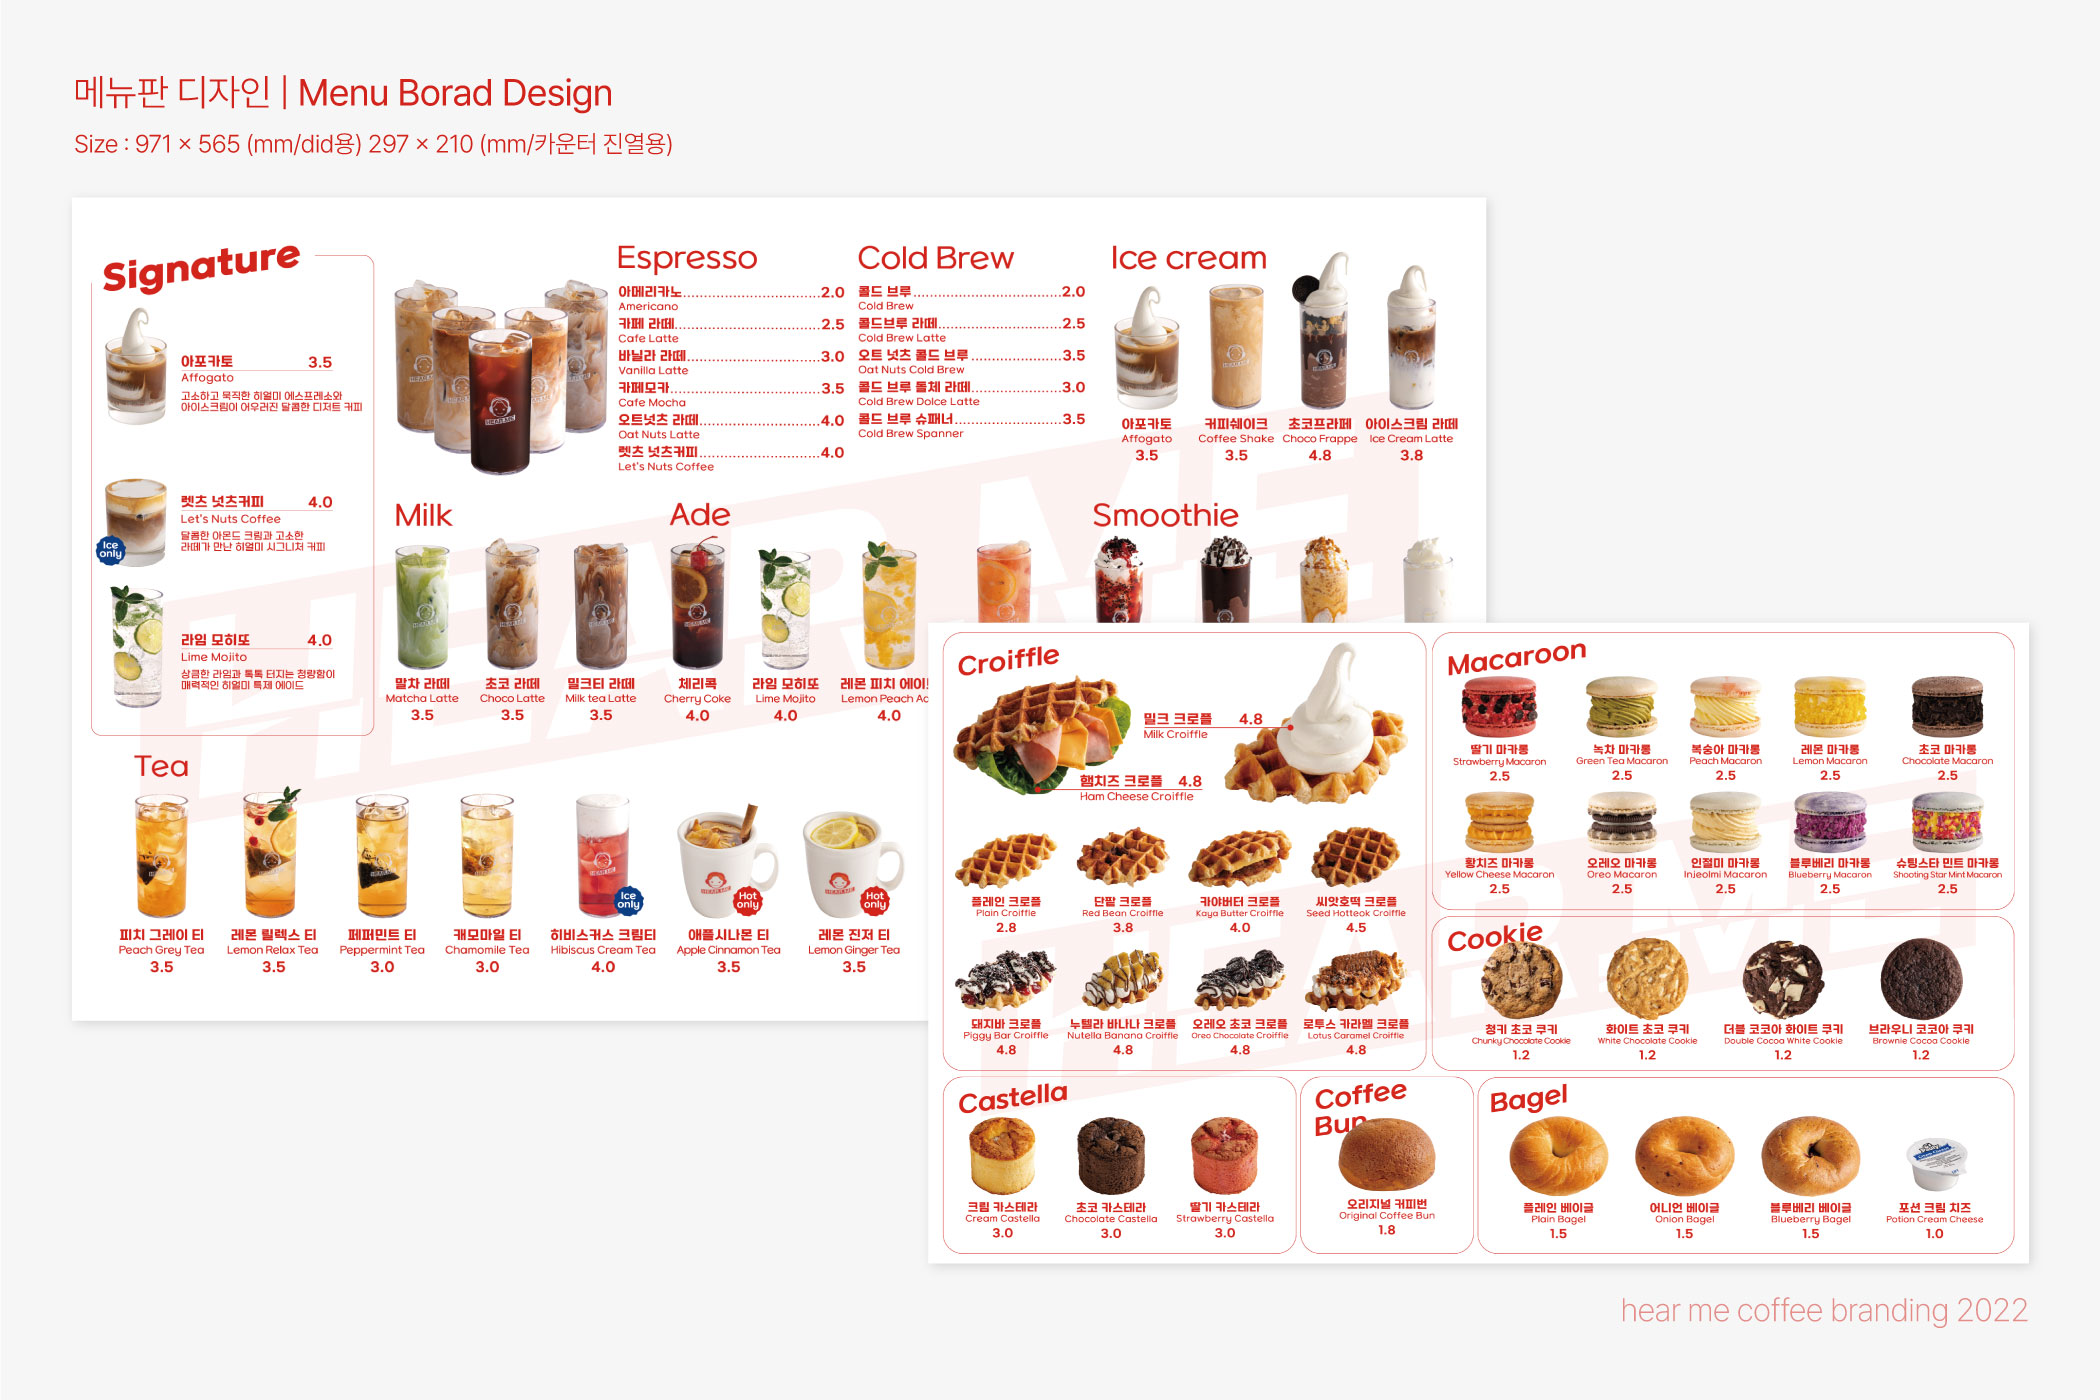 메뉴판 디자인 | Menu Borad Design
Size : 971 × 565 (mm/did용) 297 × 210 (mm/카운터 진열용)
Signature
아포카토 3.5
Affogato
고소하고 묵직한 히얼미 에스프레소와
아이스크림이 어우러진 달콤한 디저트 커피
렛츠 넛츠커피 4.0
Let's Nuts Coffee
달콤한 아몬드 크림과 고소한
라떼가 만난 히얼미 시그니처 커피
Ice only
라임 모히또 4.0
Lime Mojito
상큼한 라임과 톡톡 터지는 청량함이
매력적인 히얼미 특제 에이드
Espresso
아메리카노 2.0
Americano
카페 라떼 2.5
Cafe Latte
바닐라 라떼 3.0
Vanilla Latte
카페모카 3.5
Cafe Mocha
오트넛츠 라떼 4.0
Oat Nuts Latte
렛츠 넛츠커피 4.0
Let's Nuts Coffee
Cold Brew
콜드 브루 2.0
Cold Brew
콜드브루 라떼 2.5
Cold Brew Latte
오트 넛츠 콜드 브루 3.5
Oat Nuts Cold Brew
콜드 브루 돌체 라떼 3.0
Cold Brew Dolce Latte
콜드 브루 슈패너 3.5
Cold Brew Spanner
Ice cream
아포카토 커피쉐이크 초코프라페 아이스크림 라떼
Affogato Coffee Shake Choco Frappe Ice Cream Latte
3.5 3.5 4.8 3.8
Milk
말차 라떼 초코 라떼 밀크티 라떼
Matcha Latte Choco Latte Milk tea Latte
3.5 3.5 3.5
Ade
체리콕 라임 모히또 레몬 피치 에이
Cherry Coke Lime Mojito Lemon Peach A
4.0 4.0 4.0
Smoothie
HEAR ME
Tea
Ice only
Hot only
Hot only
피치 그레이 티 레몬 릴렉스 티 페퍼민트 티 캐모마일 티 히비스커스 크림티 애플시나몬 티 레몬 진저 티
Peach Grey Tea Lemon Relax Tea Peppermint Tea Chamomile Tea Hibiscus Cream Tea Apple Cinnamon Tea Lemon Ginger Tea
3.5 3.5 3.0 3.0 4.0 3.5 3.5
Croiffle
밀크 크로플 4.8
Milk Croiffle
햄치즈 크로플 4.8
Ham Cheese Croiffle
플레인 크로플 단팥 크로플 카야버터 크로플 씨앗호떡 크로플
Plain Croiffle Red Bean Croiffle Kaya Butter Croiffle Seed Hotteok Croiffle
2.8 3.8 4.0 4.5
돼지바 크로플 누텔라 바나나 크로플 오레오 초코 크로플 로투스 카라멜 크로플
Piggy Bar Croiffle Nutella Banana Croiffle Oreo Chocolate Croiffle Lotus Caramel Croiffle
4.8 4.8 4.8 4.8
Macaroon
딸기 마카롱 녹차 마카롱 복숭아 마카롱 레몬 마카롱 초코 마카롱
Strawberry Macaron Green Tea Macaron Peach Macaron Lemon Macaron Chocolate Macaron
2.5 2.5 2.5 2.5 2.5
황치즈 마카롱 오레오 마카롱 인절미 마카롱 블루베리 마카롱 슈팅스타 민트 마카롱
Yellow Cheese Macaron Oreo Macaron Injeolmi Macaron Blueberry Macaron Shooting Star Mint Macaron
2.5 2.5 2.5 2.5 2.5
Cookie
청키 초코 쿠키 화이트 초코 쿠키 더블 코코아 화이트 쿠키 브라우니 코코아 쿠키
Chunky Chocolate Cookie White Chocolate Cookie Double Cocoa White Cookie Brownie Cocoa Cookie
1.2 1.2 1.2 1.2
HEAR ME
Castella
크림 카스테라 초코 카스테라 딸기 카스테라
Cream Castella Chocolate Castella Strawberry Castella
3.0 3.0 3.0
Coffee
Bun
오리지널 커피번
Original Coffee Bun
1.8
Bagel
플레인 베이글 어니언 베이글 블루베리 베이글 포션 크림 치즈
Plain Bagel Onion Bagel Blueberry Bagel Potion Cream Cheese
1.5 1.5 1.5 1.0
hear me coffee branding 2022